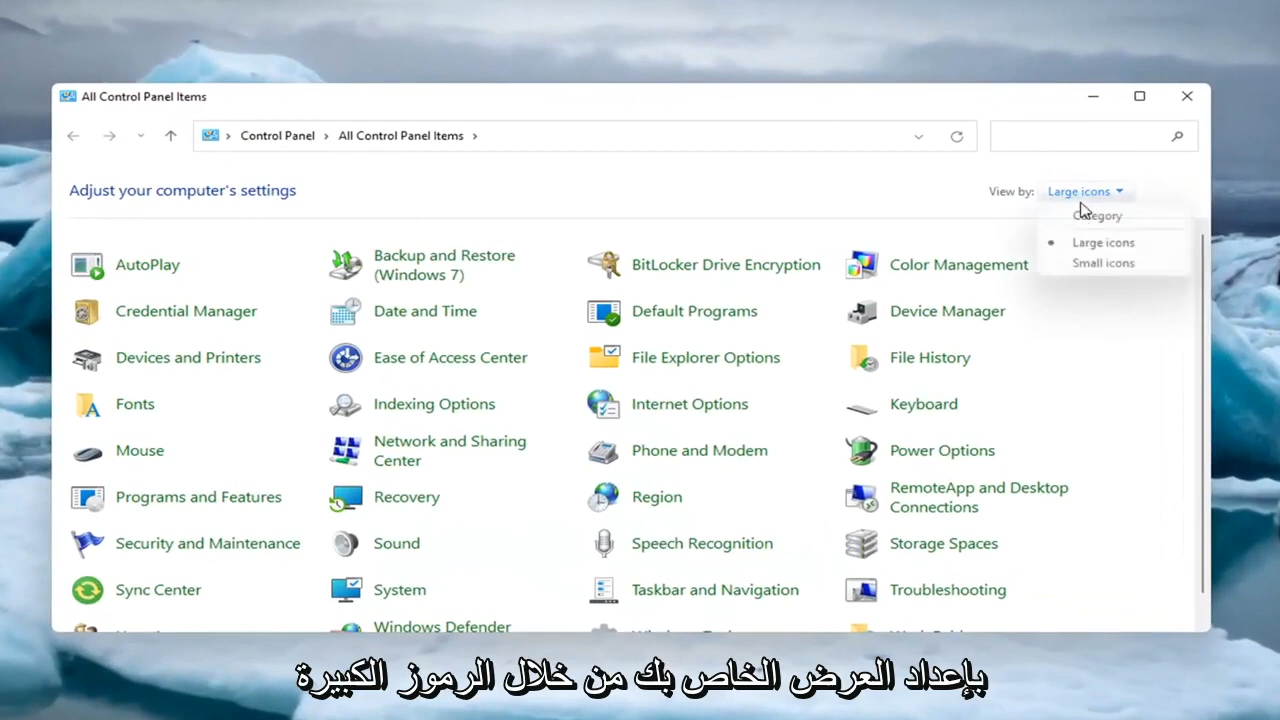 All Control Panel Items
Control Panel › All Control Panel Items ›
Adjust your computer's settings
View by: Large icons
Category
Large icons
Small icons
AutoPlay
Backup and Restore
(Windows 7)
BitLocker Drive Encryption
Color Management
Credential Manager
Date and Time
Default Programs
Device Manager
Devices and Printers
Ease of Access Center
File Explorer Options
File History
Fonts
Indexing Options
Internet Options
Keyboard
Mouse
Network and Sharing
Center
Phone and Modem
Power Options
Programs and Features
Recovery
Region
RemoteApp and Desktop
Connections
Security and Maintenance
Sound
Speech Recognition
Storage Spaces
Sync Center
System
Taskbar and Navigation
Troubleshooting
Windows Defender
بإعداد العرض الخاص بك من خلال الرموز الكبيرة